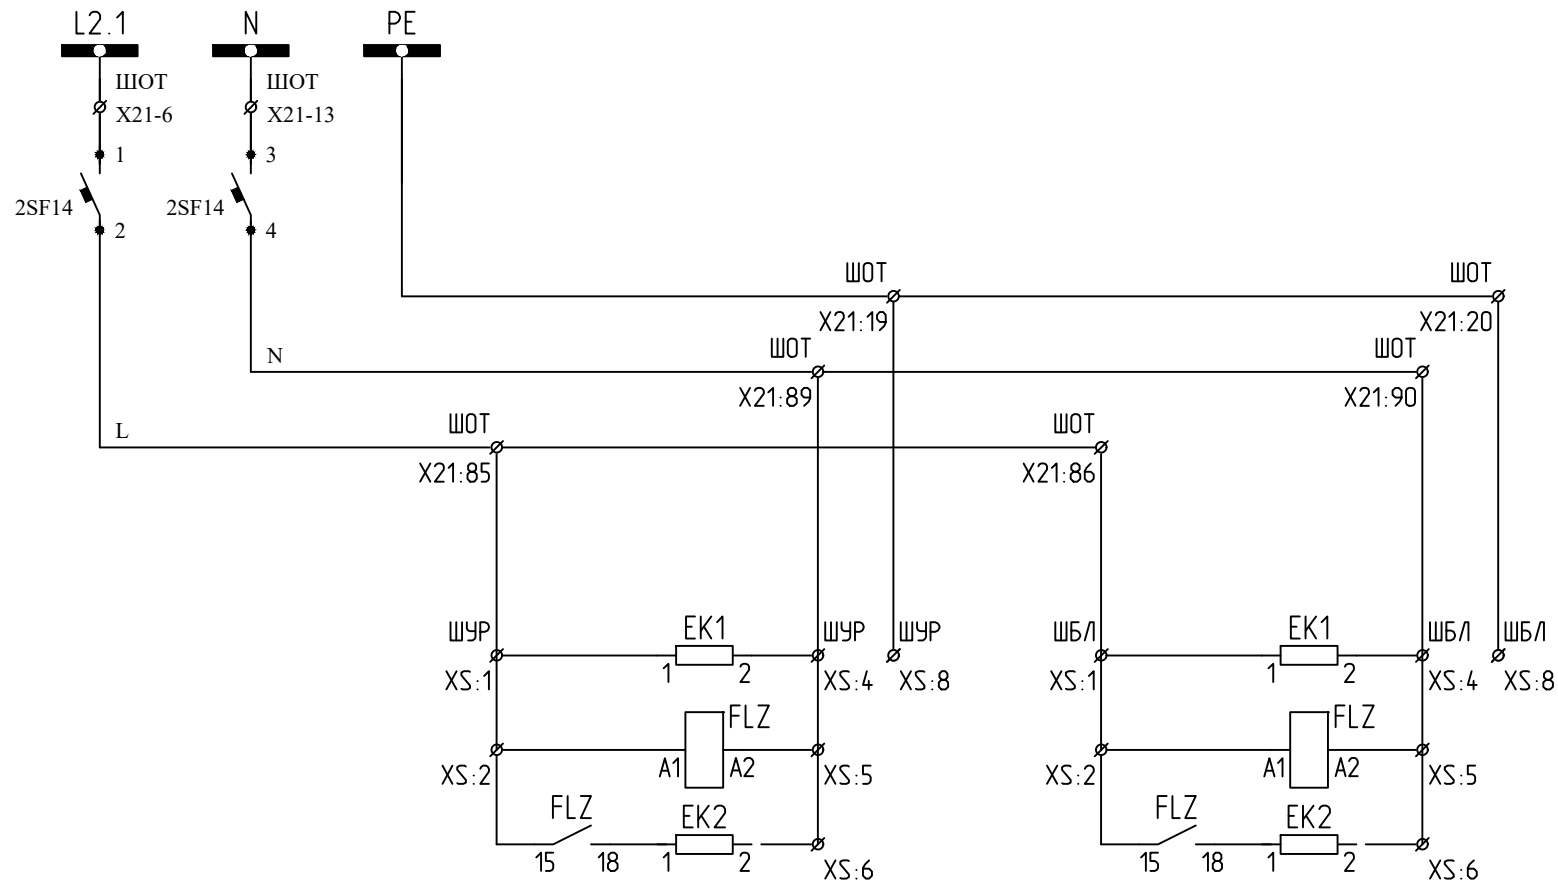 L2.1 N PE
ШОТ ШОТ
X21-6 X21-13
1 3
2SF14 2SF14
2 4
ШОТ ШОТ
X21:19 X21:20
N ШОТ ШОТ
X21:89 X21:90
L ШОТ ШОТ
X21:85 X21:86
ШУР EK1 ШУР ШУР ШБЛ EK1 ШБЛ ШБЛ
1 2 1 2
XS:1 XS:4 XS:8 XS:1 XS:4 XS:8
FLZ FLZ
XS:2 A1 A2 XS:5 XS:2 A1 A2 XS:5
FLZ EK2 FLZ EK2
15 18 1 2 XS:6 15 18 1 2 XS:6